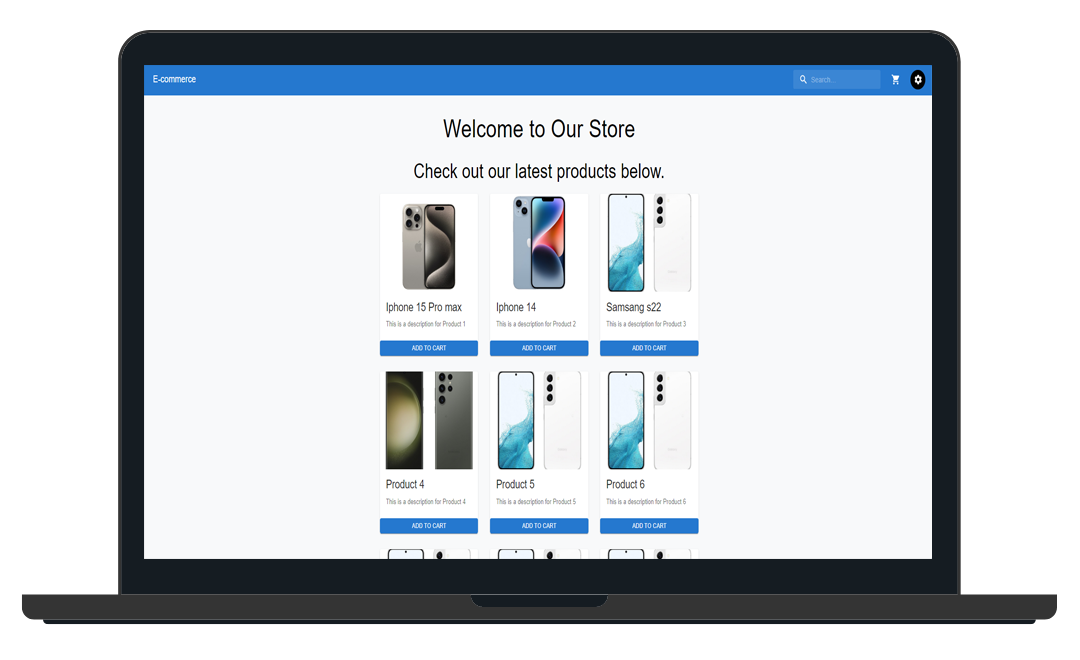 E-commerce
Search...
Welcome to Our Store
Check out our latest products below.
Iphone 15 Pro max
Iphone 14
Samsang s22
This is a description for Product 1
This is a description for Product 2
This is a description for Product 3
ADD TO CART
ADD TO CART
ADD TO CART
Product 4
Product 5
Product 6
This is a description for Product 4
This is a description for Product 5
This is a description for Product 6
ADD TO CART
ADD TO CART
ADD TO CART